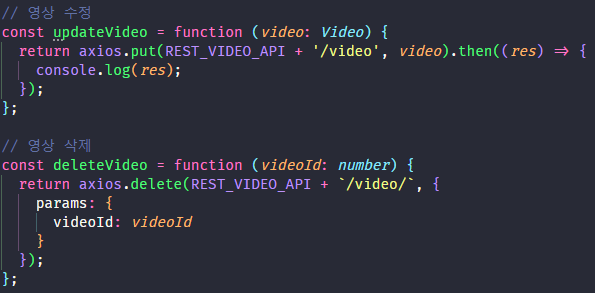 // 영상 수정
const updateVideo = function (video: Video) {
  return axios.put(REST_VIDEO_API + '/video', video).then((res) => {
    console.log(res);
  });
};

// 영상 삭제
const deleteVideo = function (videoId: number) {
  return axios.delete(REST_VIDEO_API + `/video/`, {
    params: {
      videoId: videoId
    }
  });
};